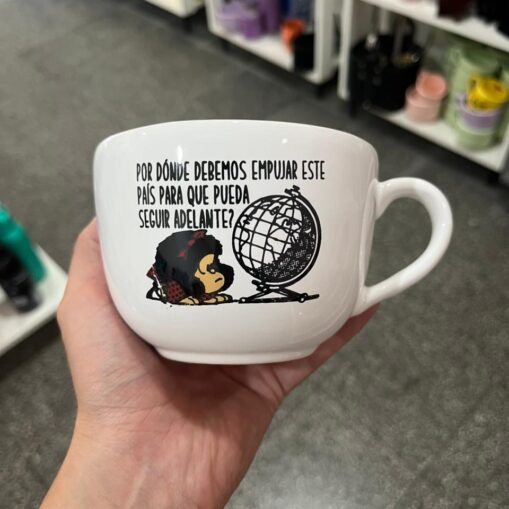 POR DÓNDE DEBEMOS EMPUJAR ESTE
PAÍS PARA QUE PUEDA
SEGUIR ADELANTE?